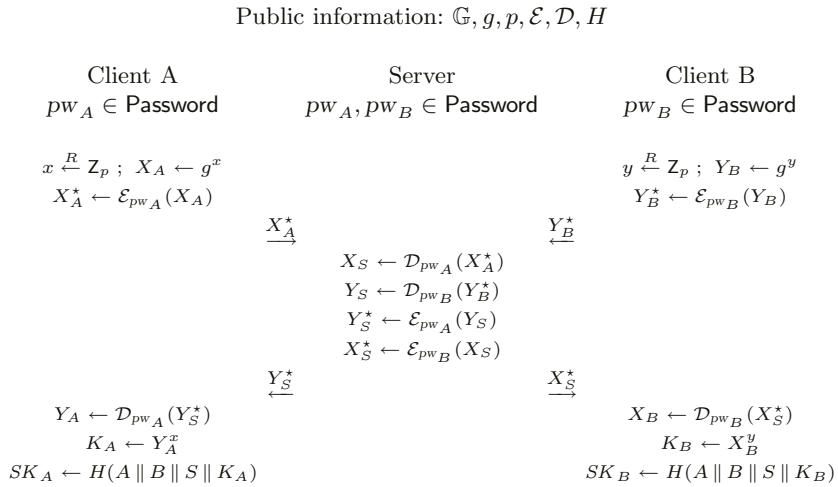 Public information: 𝔾, g, p, ℰ, 𝒟, H
Client A Server Client B
pw_A ∈ Password pw_A, pw_B ∈ Password pw_B ∈ Password
x ←^R Z_p ; X_A ← g^x y ←^R Z_p ; Y_B ← g^y
X_A^⋆ ← ℰ_{pw_A}(X_A) Y_B^⋆ ← ℰ_{pw_B}(Y_B)
X_A^⋆ → Y_B^⋆ ←
X_S ← 𝒟_{pw_A}(X_A^⋆)
Y_S ← 𝒟_{pw_B}(Y_B^⋆)
Y_S^⋆ ← ℰ_{pw_A}(Y_S)
X_S^⋆ ← ℰ_{pw_B}(X_S)
Y_S^⋆ ← X_S^⋆ →
Y_A ← 𝒟_{pw_A}(Y_S^⋆) X_B ← 𝒟_{pw_B}(X_S^⋆)
K_A ← Y_A^x K_B ← X_B^y
SK_A ← H(A ∥ B ∥ S ∥ K_A) SK_B ← H(A ∥ B ∥ S ∥ K_B)